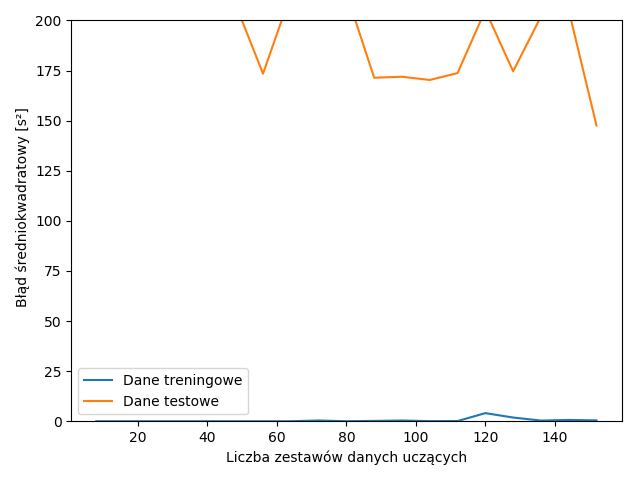 200
175
150
125
100
75
50
25
0
Błąd średniokwadratowy [s²]
Dane treningowe
Dane testowe
20 40 60 80 100 120 140
Liczba zestawów danych uczących